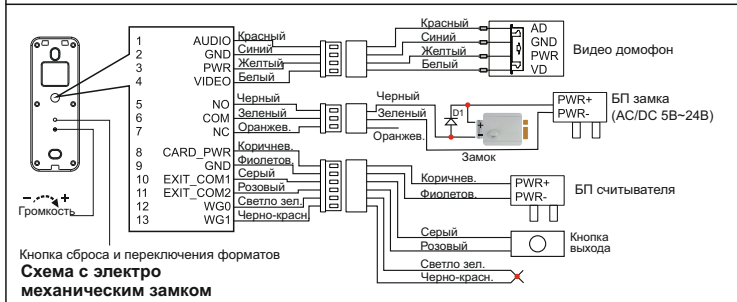 1 AUDIO Красный
2 GND Синий
3 PWR Желтый
4 VIDEO Белый
5 NO Черный
6 COM Зеленый
7 NC Оранжев.
8 CARD_PWR Коричнев.
9 GND Фиолетов.
10 EXIT_COM1 Серый
11 EXIT_COM2 Розовый
12 WG0 Светло зел.
13 WG1 Черно-красн.
Красный AD
Синий GND
Желтый PWR
Белый VD
Видео домофон
Черный
Зеленый
Оранжев.
D1
+
-
Замок
PWR+
PWR-
БП замка
(AC/DC 5В~24В)
Коричнев. PWR+
Фиолетов. PWR-
БП считывателя
Серый
Розовый
Кнопка
выхода
Светло зел.
Черно-красн.
- +
Громкость
Кнопка сброса и переключения форматов
Схема с электро
механическим замком